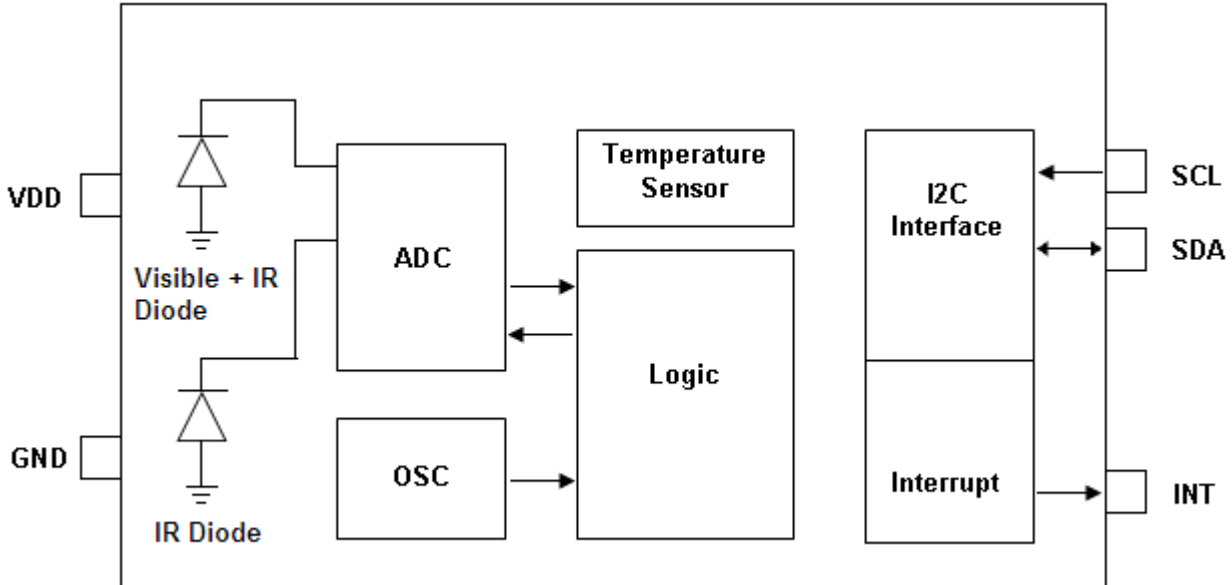 VDD
Visible + IR
Diode
GND
IR Diode
ADC
OSC
Temperature
Sensor
Logic
I2C
Interface
Interrupt
SCL
SDA
INT